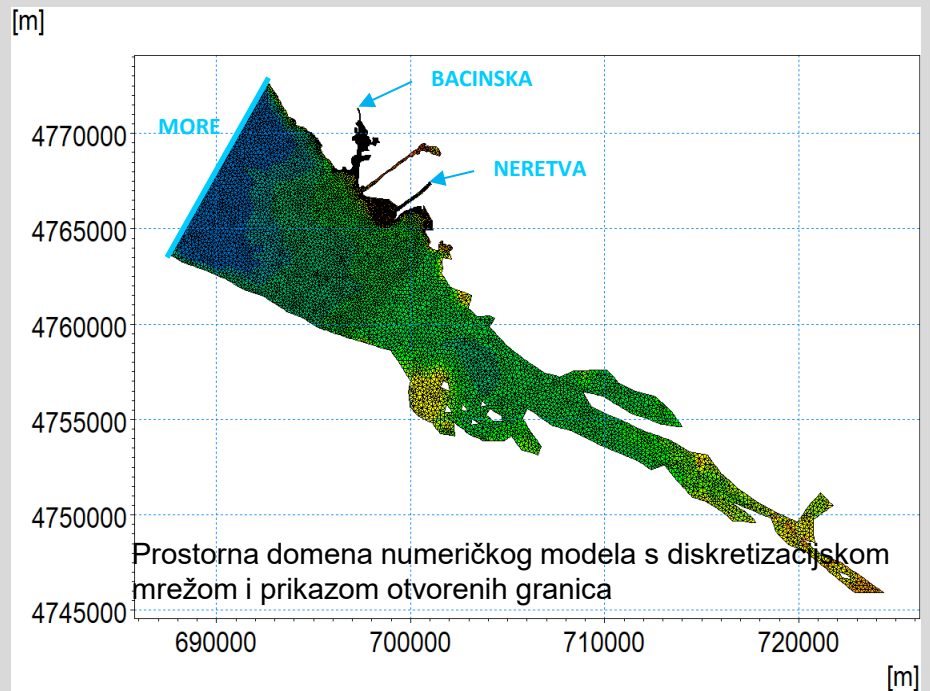 [m]
BACINSKA
MORE
4770000
NERETVA
4765000
4760000
4755000
4750000
Prostorna domena numeričkog modela s diskretizacijskom
mrežom i prikazom otvorenih granica
4745000
690000 700000 710000 720000
[m]